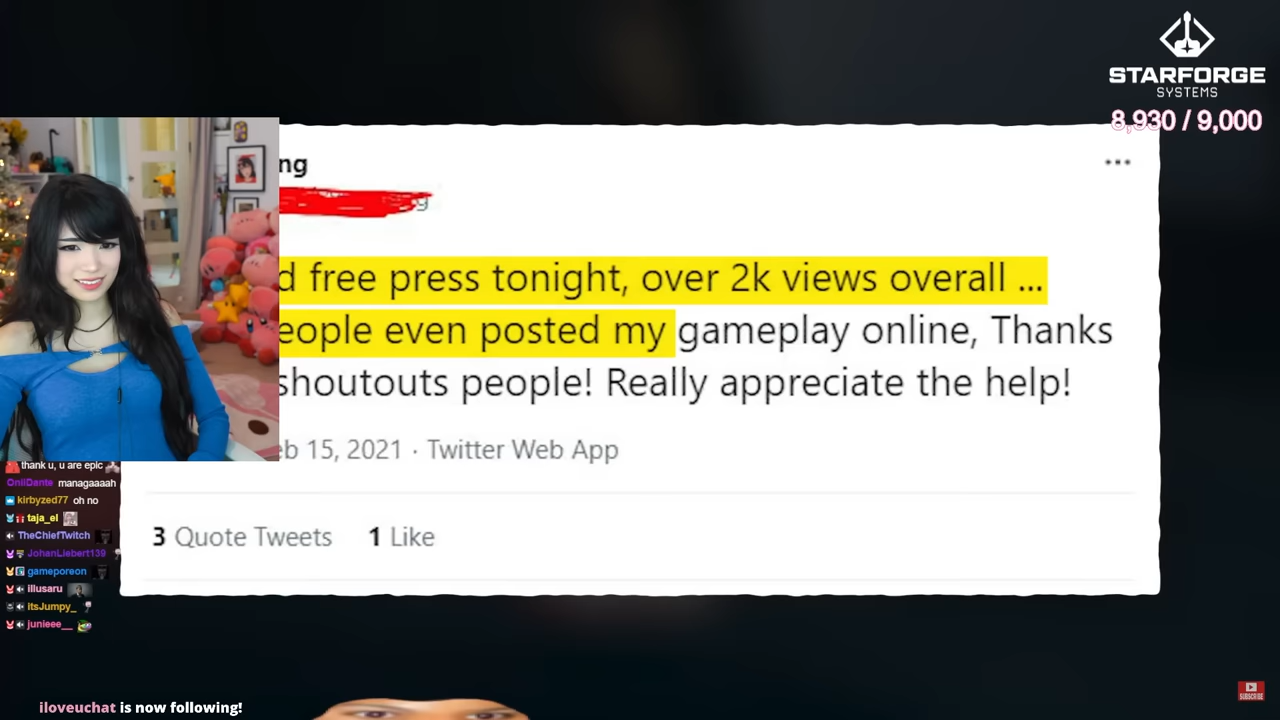 STARFORGE
SYSTEMS
8,930 / 9,000
ng
d free press tonight, over 2k views overall ...
eople even posted my gameplay online, Thanks
shoutouts people! Really appreciate the help!
eb 15, 2021 · Twitter Web App
3 Quote Tweets 1 Like
thank u, u are epic
OniiDante managaaaah
kirbyzed77 oh no
taja_el
TheChiefTwitch
JohanLiebert139
gameporeon
illusaru
itsJumpy_
junieee__
SUBSCRIBE
iloveuchat is now following!